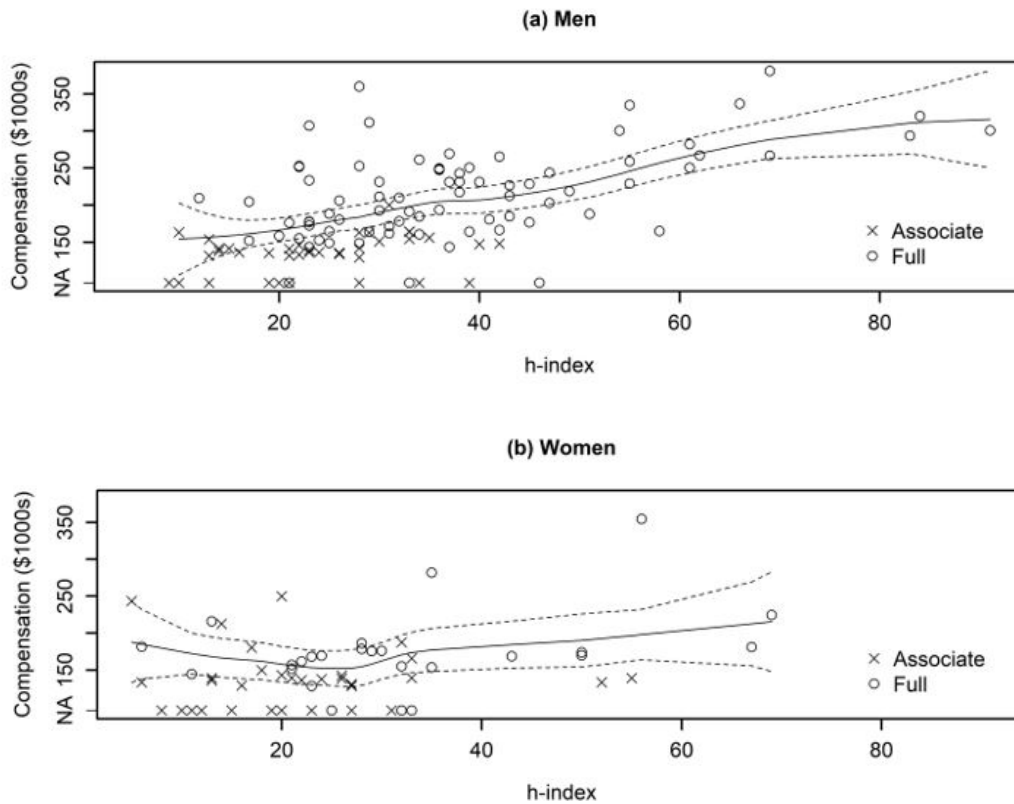 (a) Men
Compensation ($1000s)
350
250
150
NA
Associate
Full
20
40
60
80
h-index
(b) Women
Compensation ($1000s)
350
250
150
NA
Associate
Full
20
40
60
80
h-index